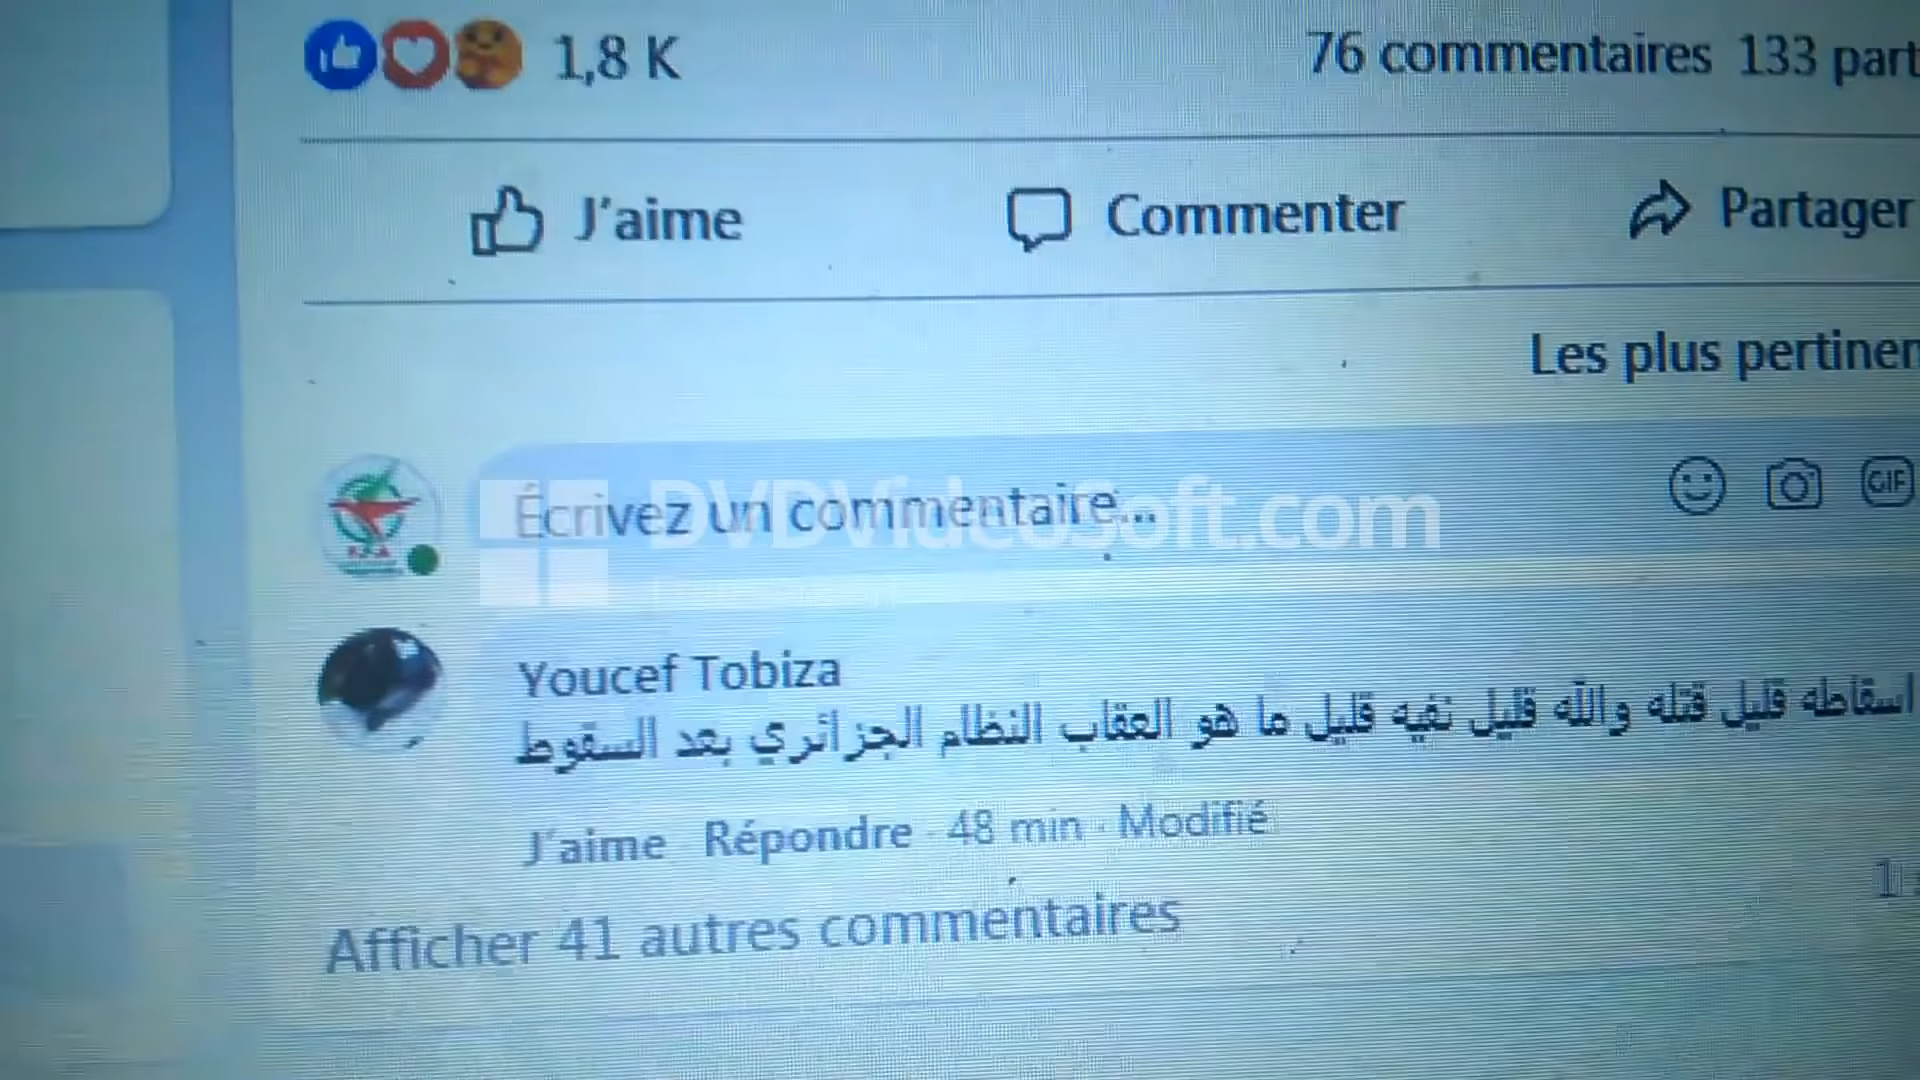 1,8 K
76 commentaires 133 part
J'aime
Commenter
Partager
Les plus pertinen
Écrivez un commentaire...
GIF
DVDVideoSoft.com
Youcef Tobiza
اسقاطه قليل قتله والله قليل نفيه قليل ما هو العقاب النظام الجزائري بعد السقوط
J'aime Répondre · 48 min · Modifié
1
Afficher 41 autres commentaires